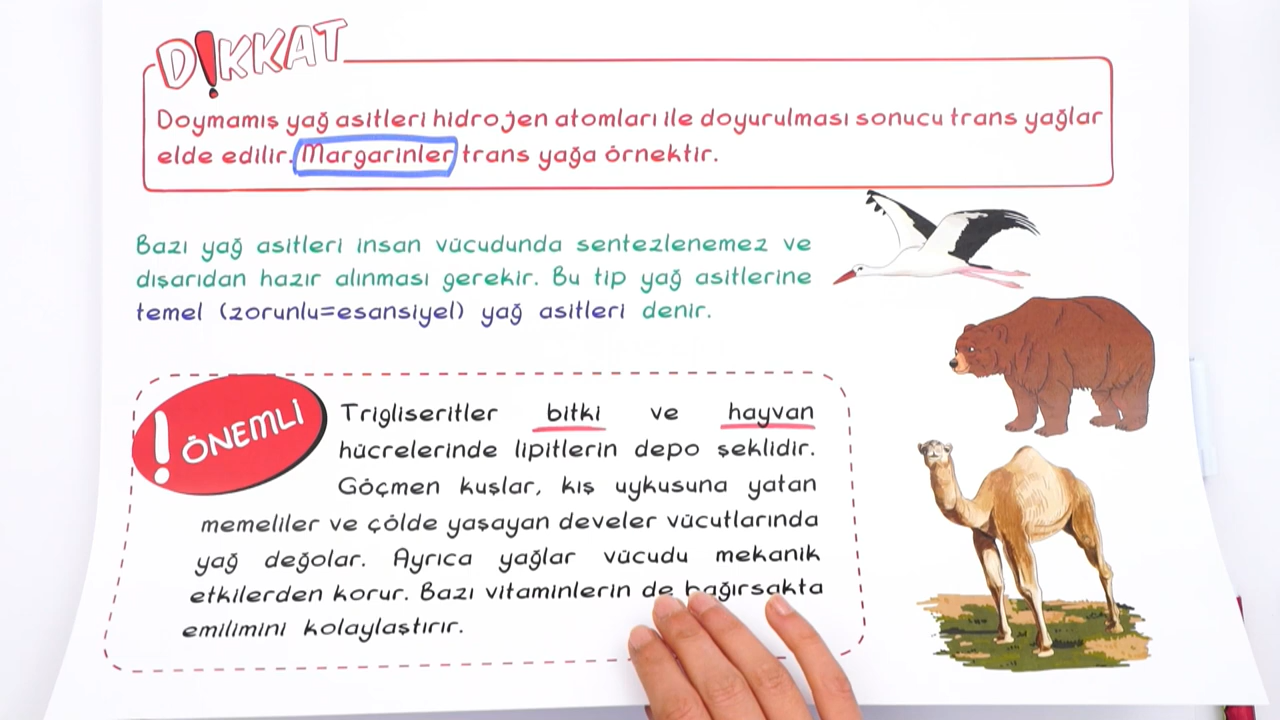 DİKKAT
Doymamış yağ asitleri hidrojen atomları ile doyurulması sonucu trans yağlar
elde edilir. Margarinler trans yağa örnektir.
Bazı yağ asitleri insan vücudunda sentezlenemez ve
dışarıdan hazır alınması gerekir. Bu tip yağ asitlerine
temel (zorunlu=esansiyel) yağ asitleri denir.
! ÖNEMLİ
Trigliseritler bitki ve hayvan
hücrelerinde lipitlerin depo şeklidir.
Göçmen kuşlar, kış uykusuna yatan
memeliler ve çölde yaşayan develer vücutlarında
yağ değolar. Ayrıca yağlar vücudu mekanik
etkilerden korur. Bazı vitaminlerin de bağırsakta
emilimini kolaylaştırır.